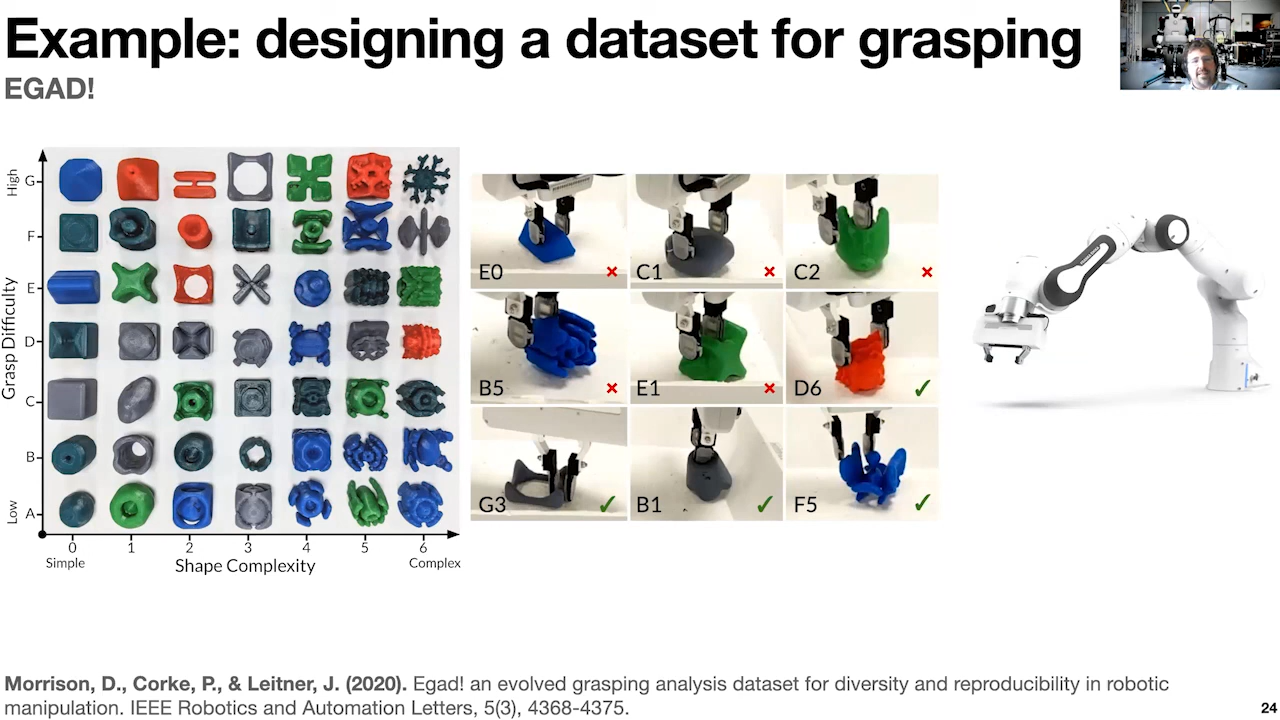 Example: designing a dataset for grasping
EGAD!
High
Grasp Difficulty
Low
G
F
E
D
C
B
A
0
1
2
3
4
5
6
Simple
Shape Complexity
Complex
E0
C1
C2
B5
E1
D6
G3
B1
F5
Morrison, D., Corke, P., & Leitner, J. (2020). Egad! an evolved grasping analysis dataset for diversity and reproducibility in robotic
manipulation. IEEE Robotics and Automation Letters, 5(3), 4368-4375.
24